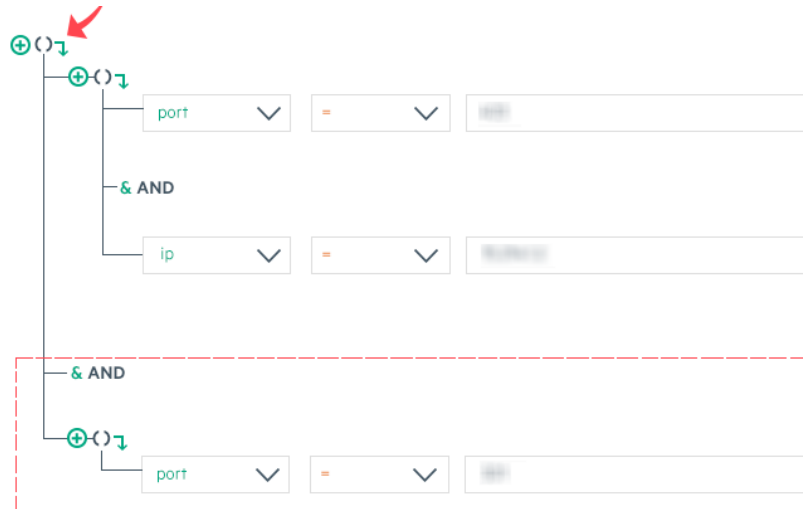 ()
()
port =
& AND
ip =
& AND
()
port =